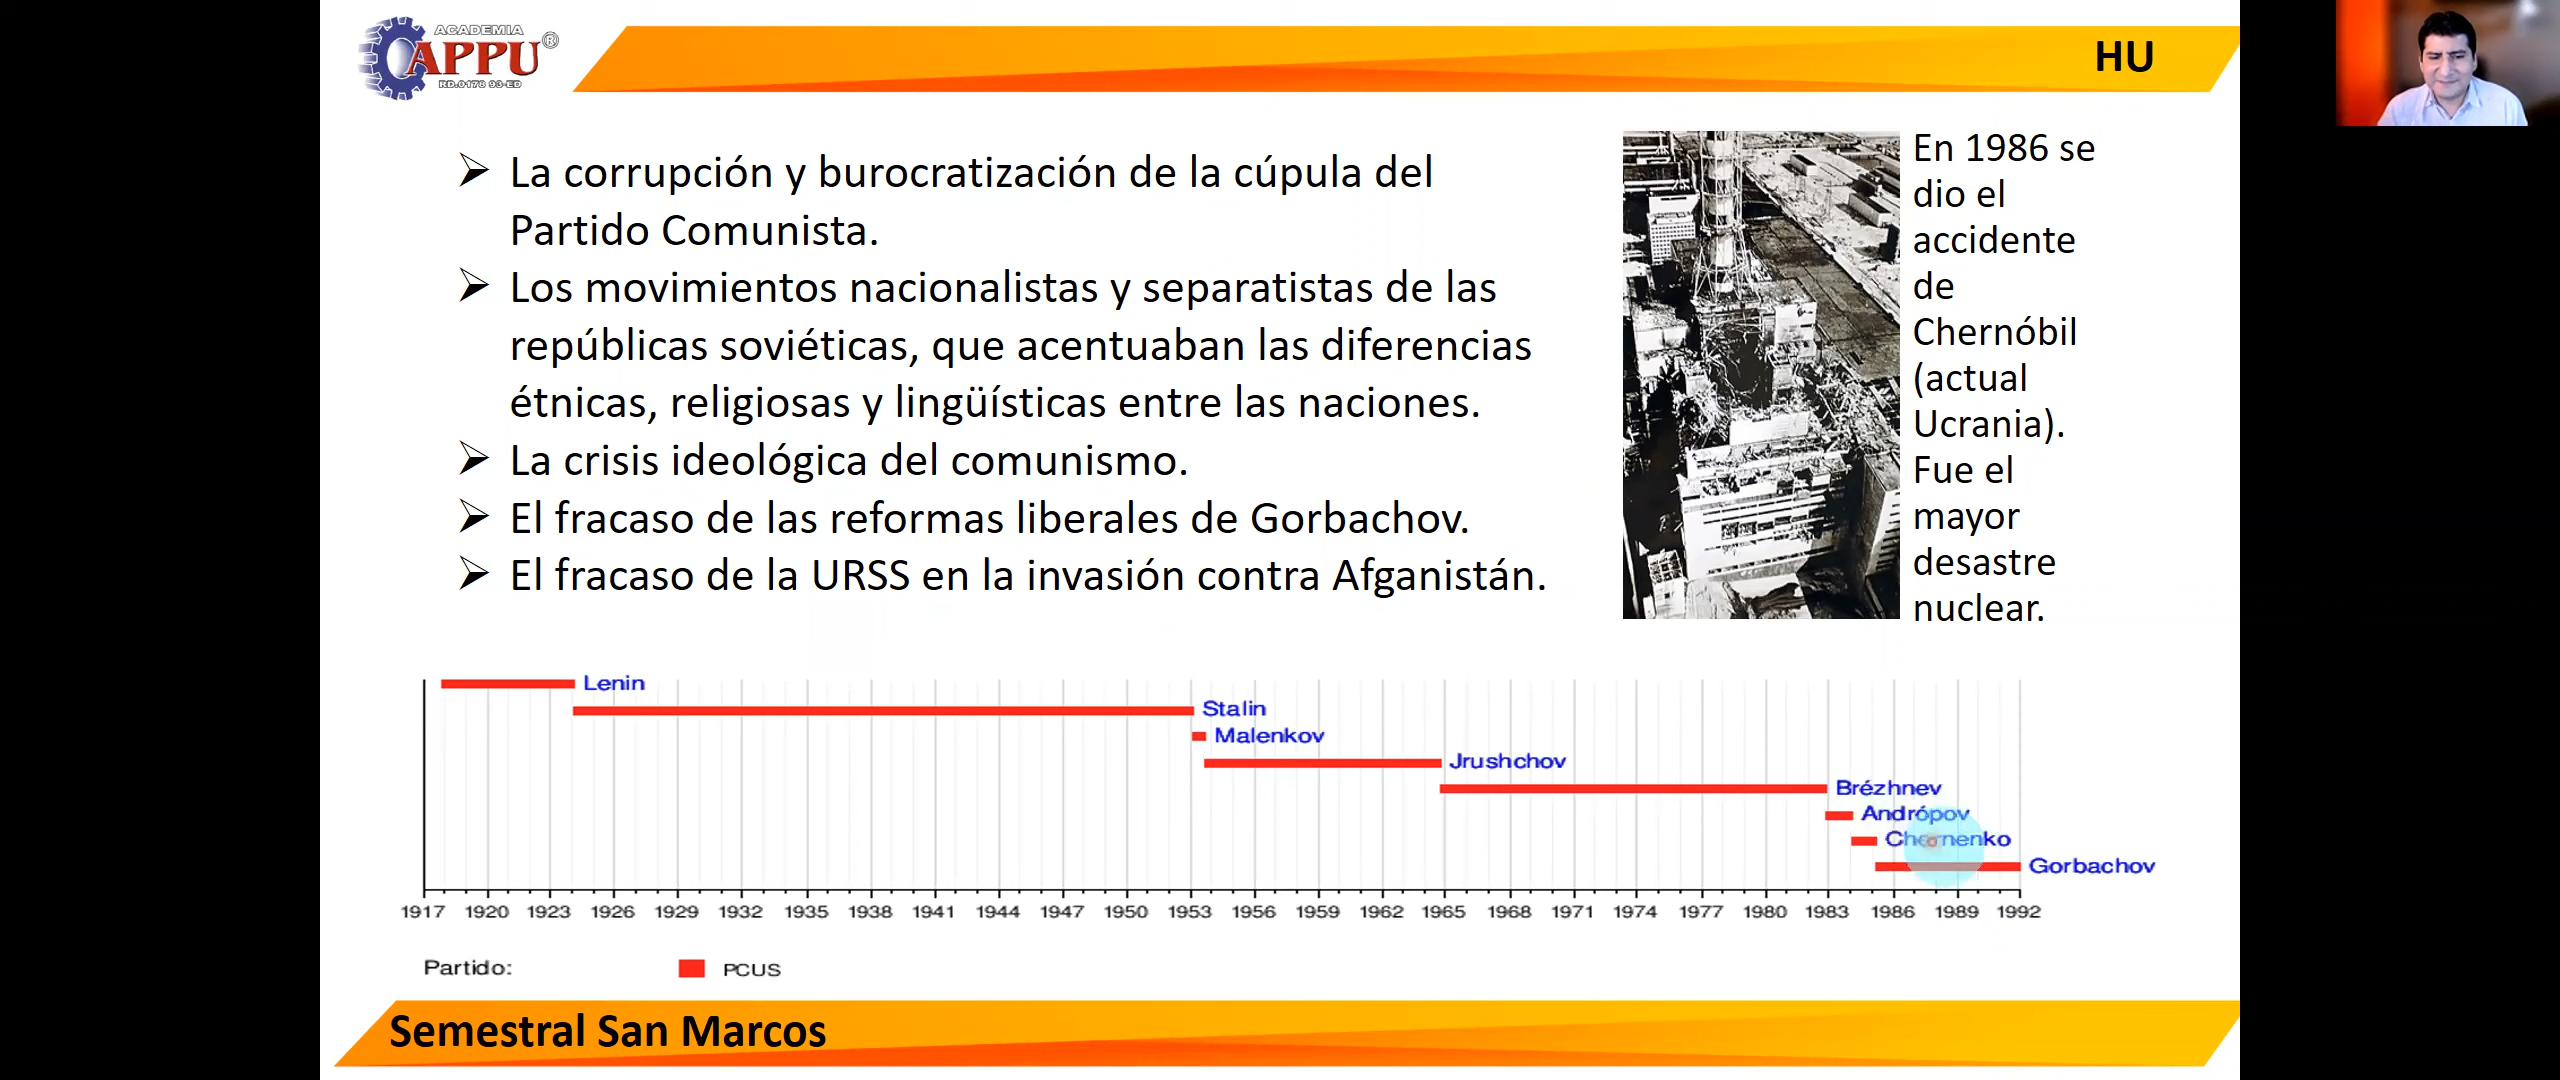 ACADEMIA
APPU®
RD.0170 93-ED
HU
➢ La corrupción y burocratización de la cúpula del
Partido Comunista.
➢ Los movimientos nacionalistas y separatistas de las
repúblicas soviéticas, que acentuaban las diferencias
étnicas, religiosas y lingüísticas entre las naciones.
➢ La crisis ideológica del comunismo.
➢ El fracaso de las reformas liberales de Gorbachov.
➢ El fracaso de la URSS en la invasión contra Afganistán.
En 1986 se
dio el
accidente
de
Chernóbil
(actual
Ucrania).
Fue el
mayor
desastre
nuclear.
Lenin
Stalin
Malenkov
Jrushchov
Brézhnev
Andrópov
Chernenko
Gorbachov
1917 1920 1923 1926 1929 1932 1935 1938 1941 1944 1947 1950 1953 1956 1959 1962 1965 1968 1971 1974 1977 1980 1983 1986 1989 1992
Partido: PCUS
Semestral San Marcos